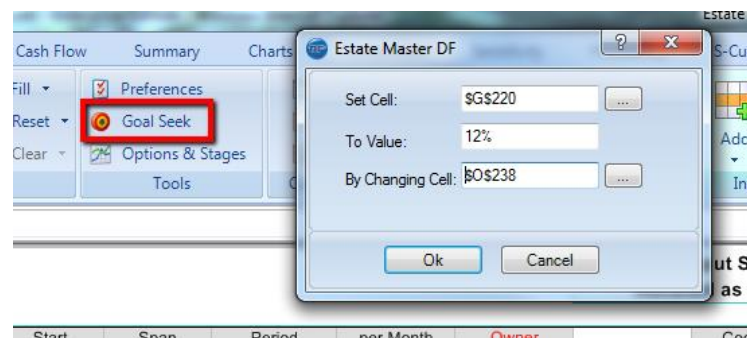 Estate
Cash Flow Summary Charts Estate Master DF S-Cu
Fill Preferences
Set Cell: $G$220 ...
Reset Goal Seek
To Value: 12%
Add
Clear Options & Stages
By Changing Cell: $O$238 ...
Tools In
Ok Cancel
ut S
as
Start Span Period per Month Owner